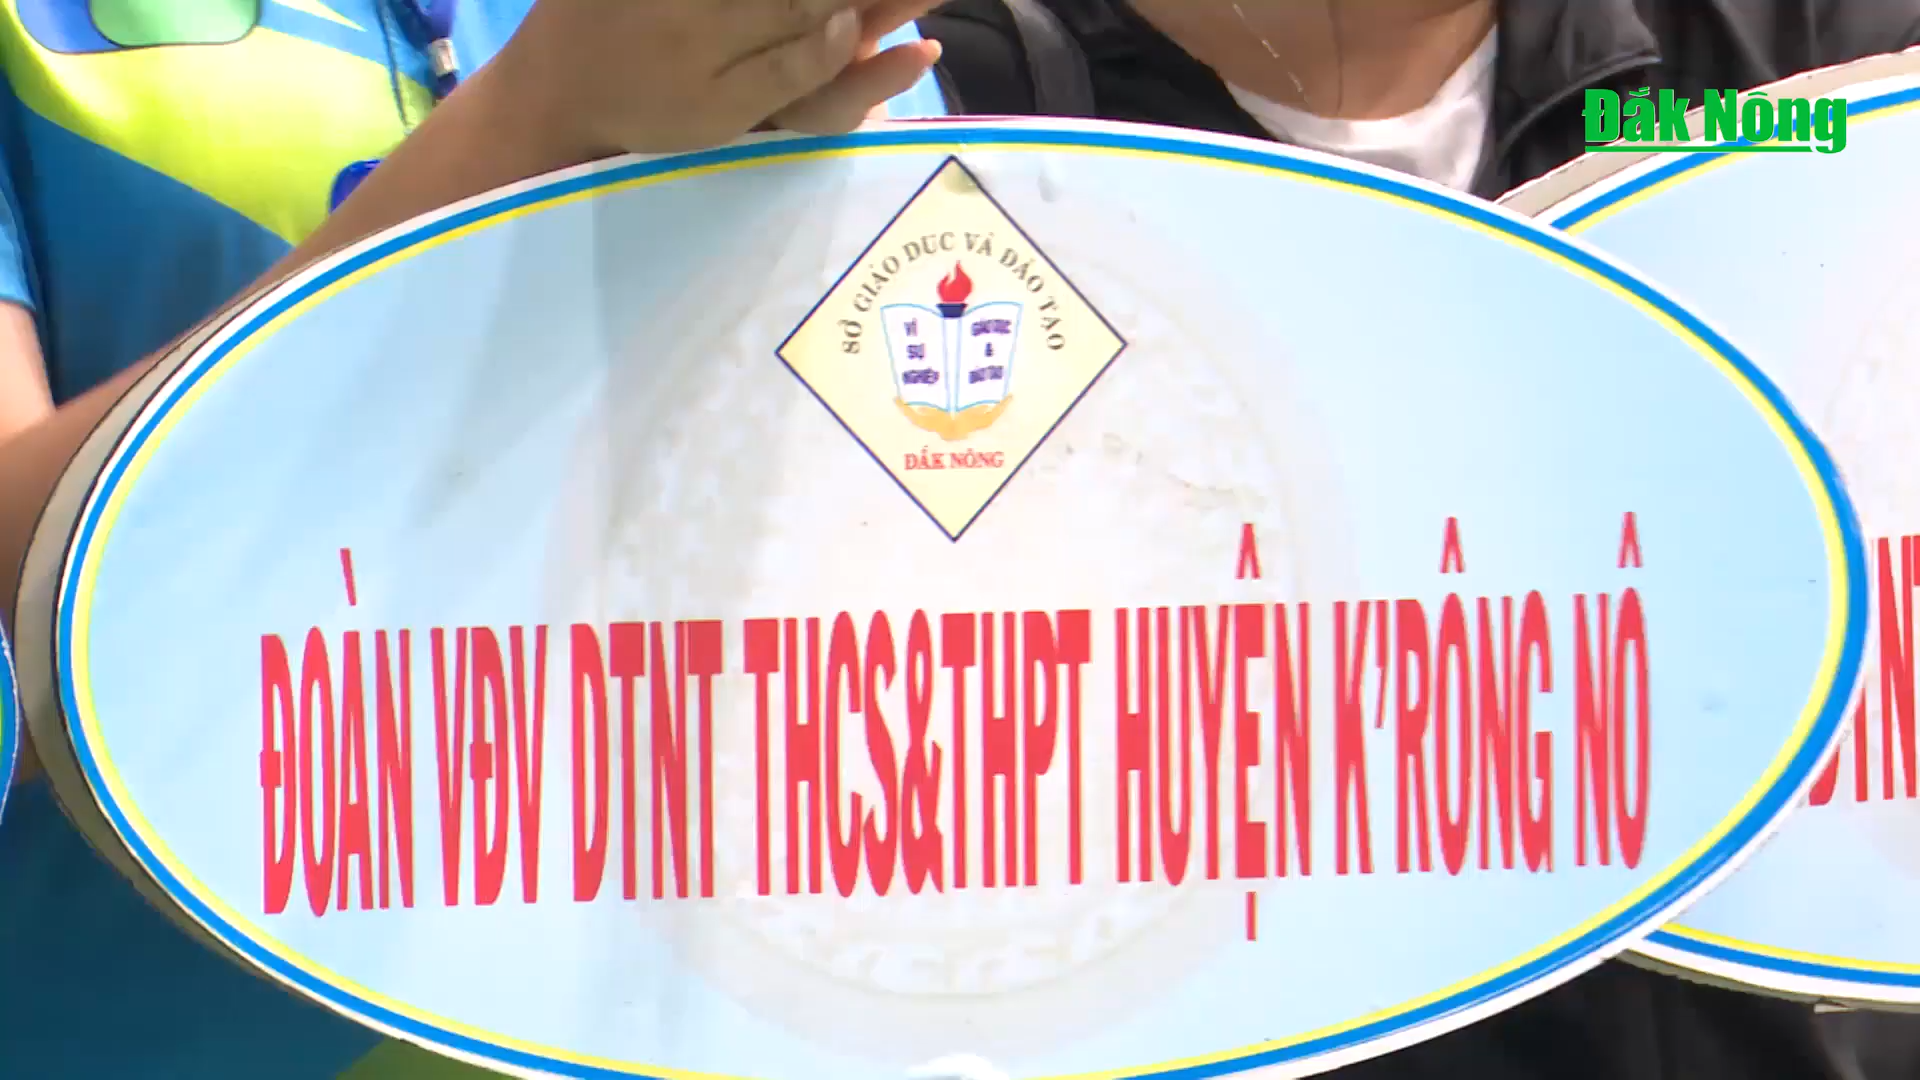 Đắk Nông
SỞ GIÁO DỤC VÀ ĐÀO TẠO
VÌ SỰ NGHIỆP
GIÁO DỤC & ĐÀO TẠO
ĐẮK NÔNG
ĐOÀN VĐV DTNT THCS&THPT HUYỆN K'RÔNG NÔ